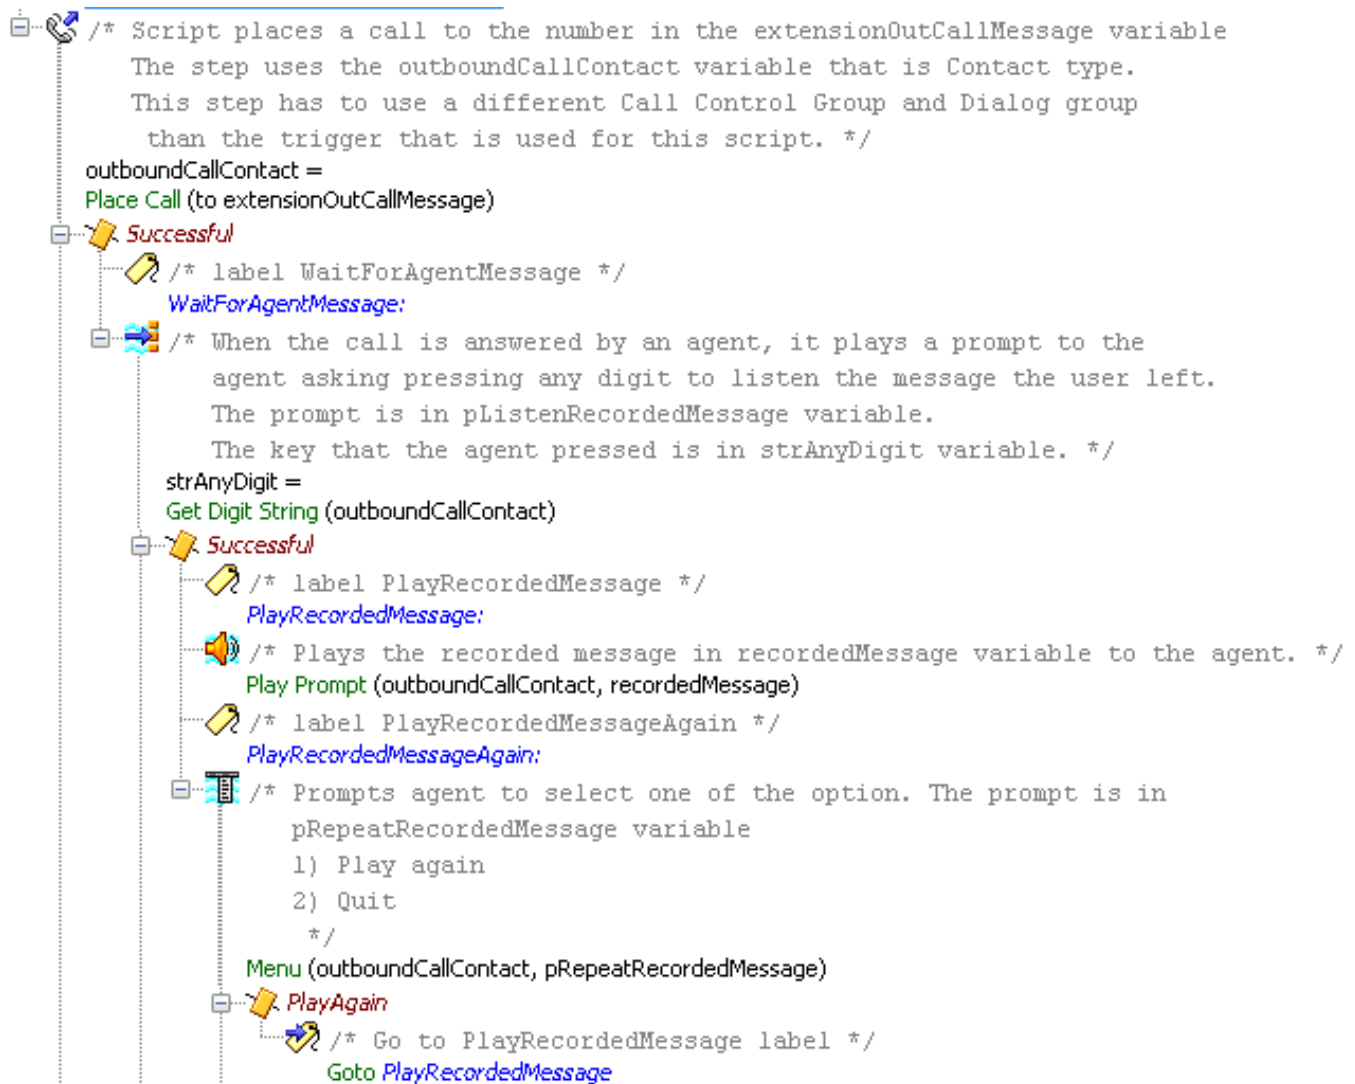 /* Script places a call to the number in the extensionOutCallMessage variable
The step uses the outboundCallContact variable that is Contact type.
This step has to use a different Call Control Group and Dialog group
than the trigger that is used for this script. */
outboundCallContact =
Place Call (to extensionOutCallMessage)
Successful
/* label WaitForAgentMessage */
WaitForAgentMessage:
/* When the call is answered by an agent, it plays a prompt to the
agent asking pressing any digit to listen the message the user left.
The prompt is in pListenRecordedMessage variable.
The key that the agent pressed is in strAnyDigit variable. */
strAnyDigit =
Get Digit String (outboundCallContact)
Successful
/* label PlayRecordedMessage */
PlayRecordedMessage:
/* Plays the recorded message in recordedMessage variable to the agent. */
Play Prompt (outboundCallContact, recordedMessage)
/* label PlayRecordedMessageAgain */
PlayRecordedMessageAgain:
/* Prompts agent to select one of the option. The prompt is in
pRepeatRecordedMessage variable
1) Play again
2) Quit
*/
Menu (outboundCallContact, pRepeatRecordedMessage)
PlayAgain
/* Go to PlayRecordedMessage label */
Goto PlayRecordedMessage